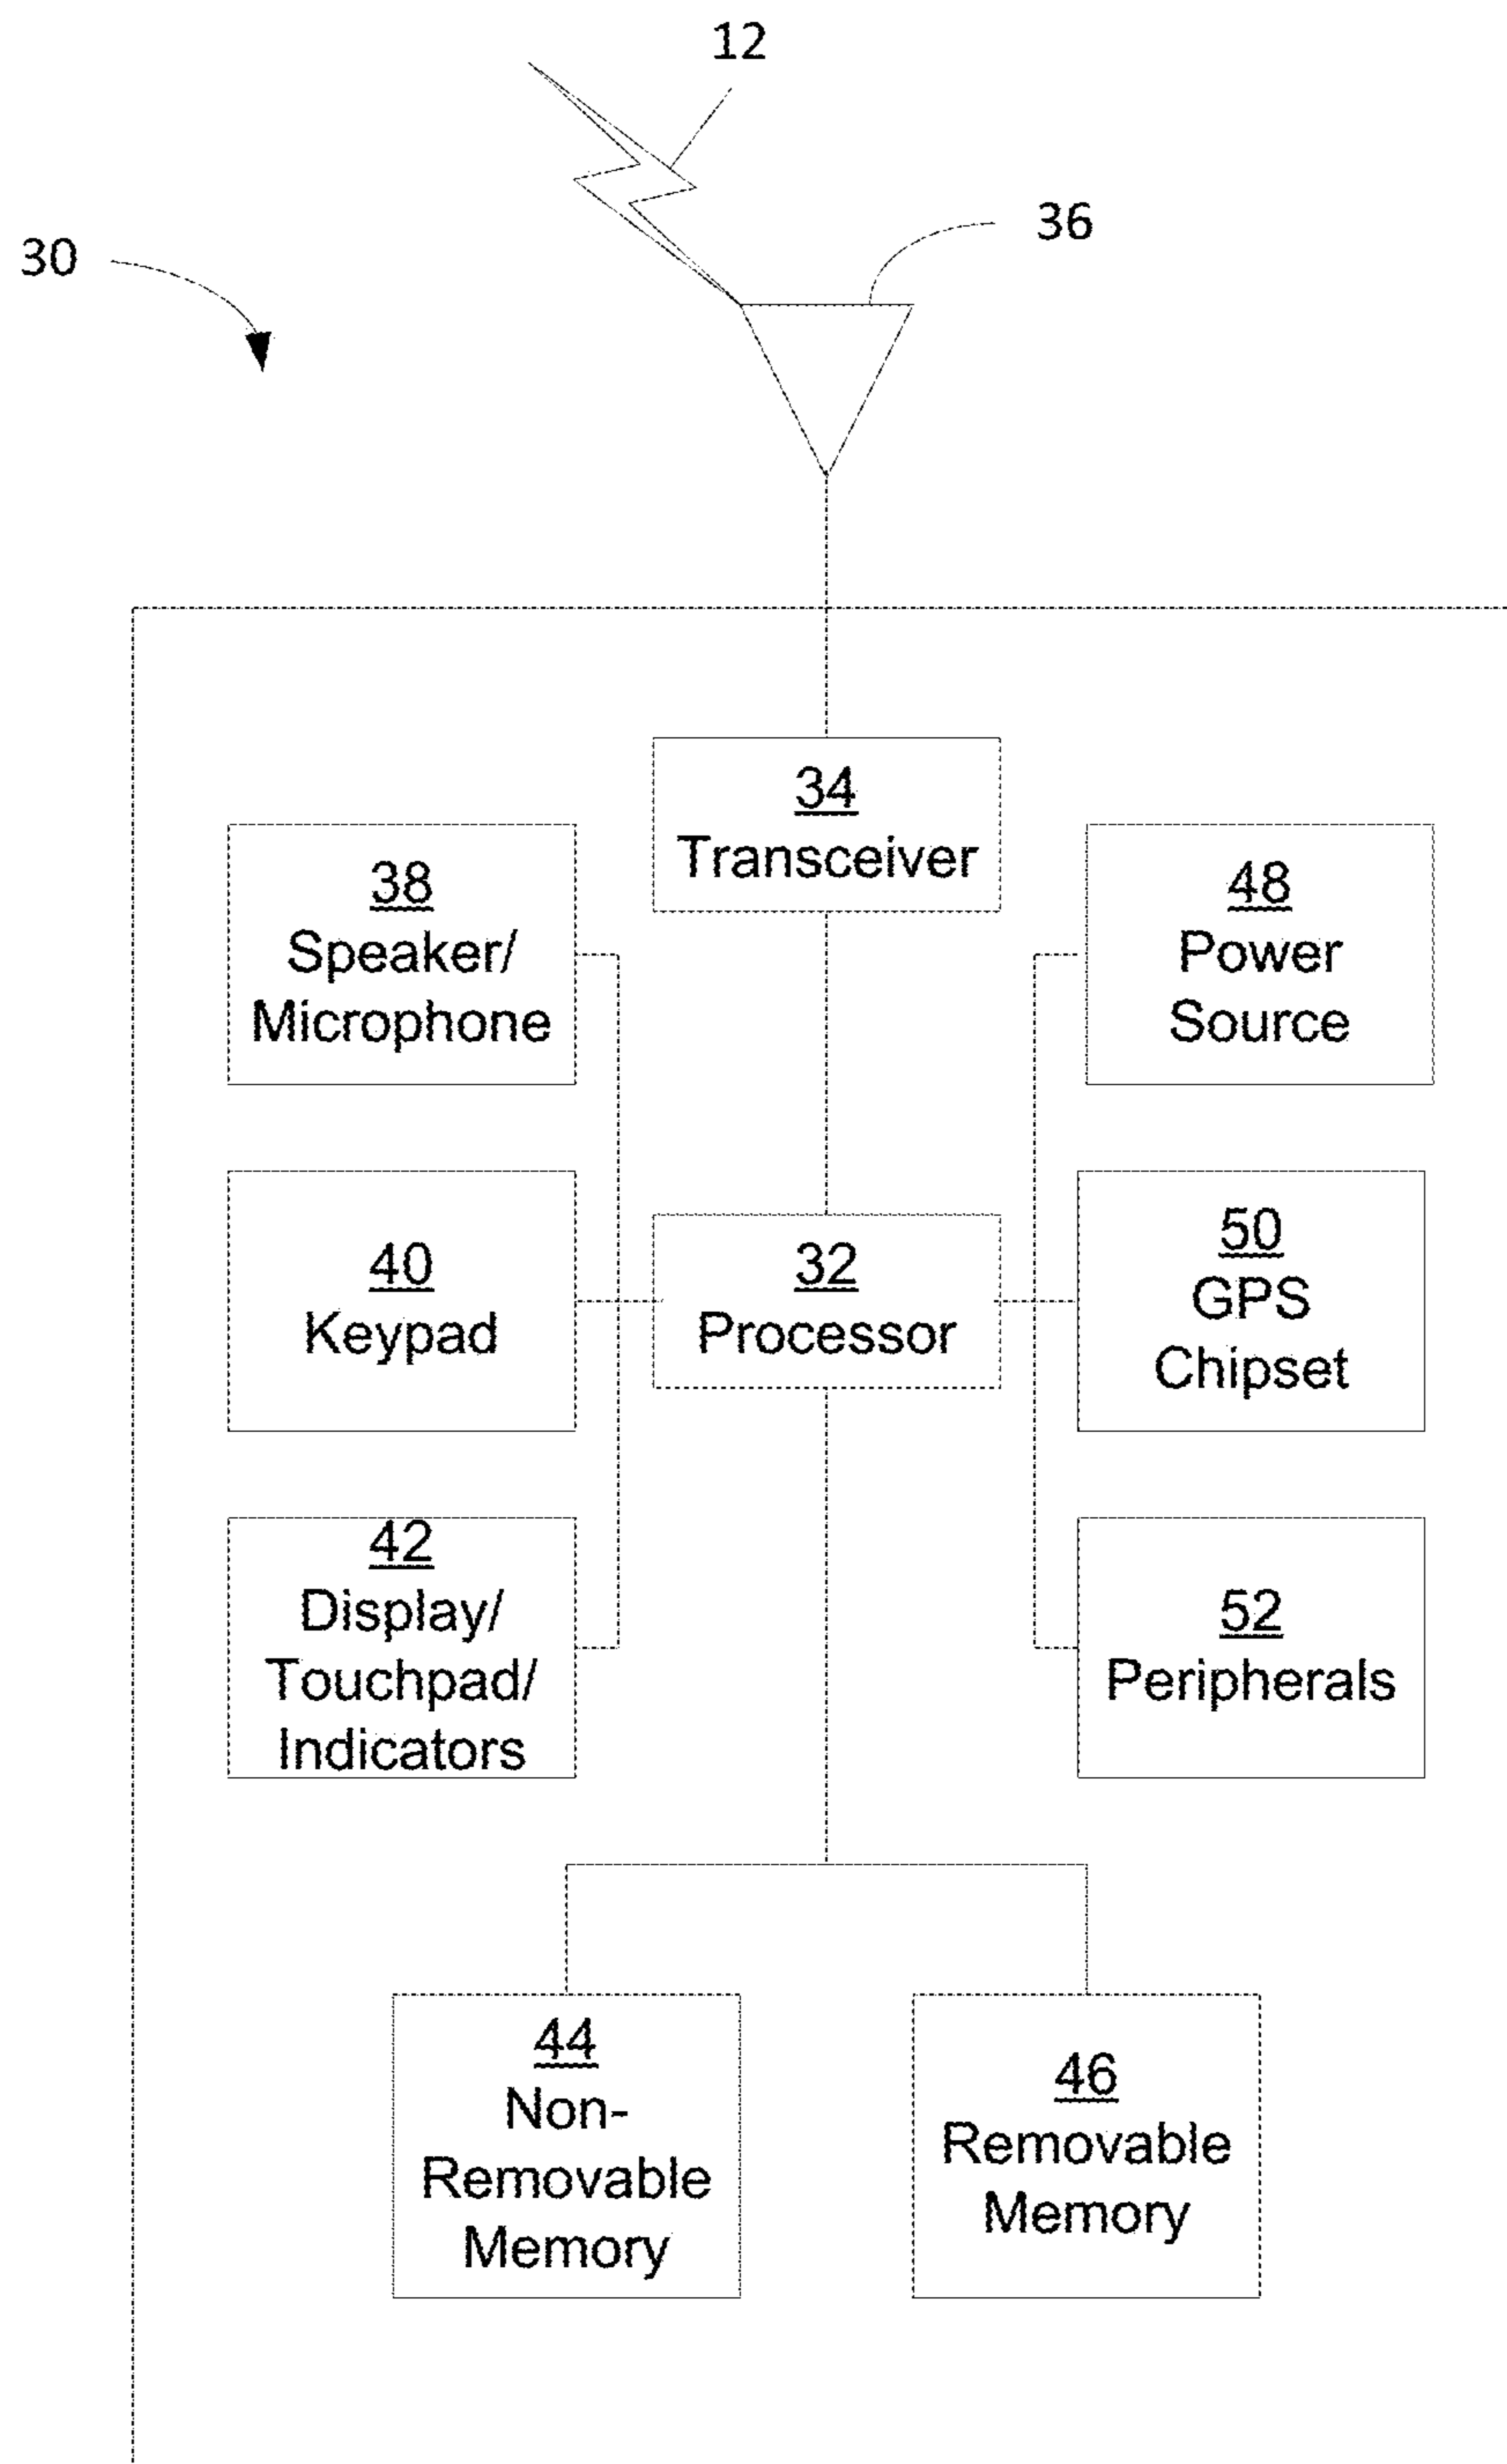 12
36
30
34
Transceiver
38
Speaker/
Microphone
48
Power
Source
40
Keypad
32
Processor
50
GPS
Chipset
42
Display/
Touchpad/
Indicators
52
Peripherals
44
Non-
Removable
Memory
46
Removable
Memory